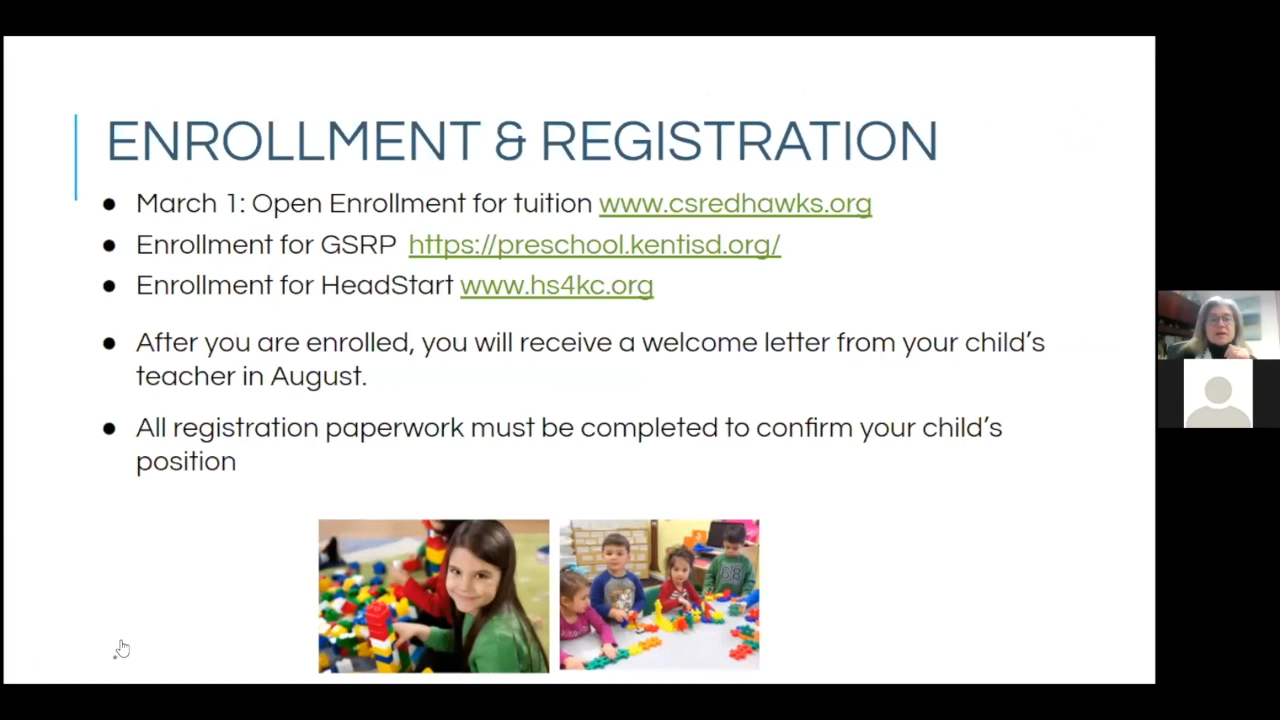 ENROLLMENT & REGISTRATION
● March 1: Open Enrollment for tuition www.csredhawks.org
● Enrollment for GSRP https://preschool.kentisd.org/
● Enrollment for HeadStart www.hs4kc.org
● After you are enrolled, you will receive a welcome letter from your child's
teacher in August.
● All registration paperwork must be completed to confirm your child's
position